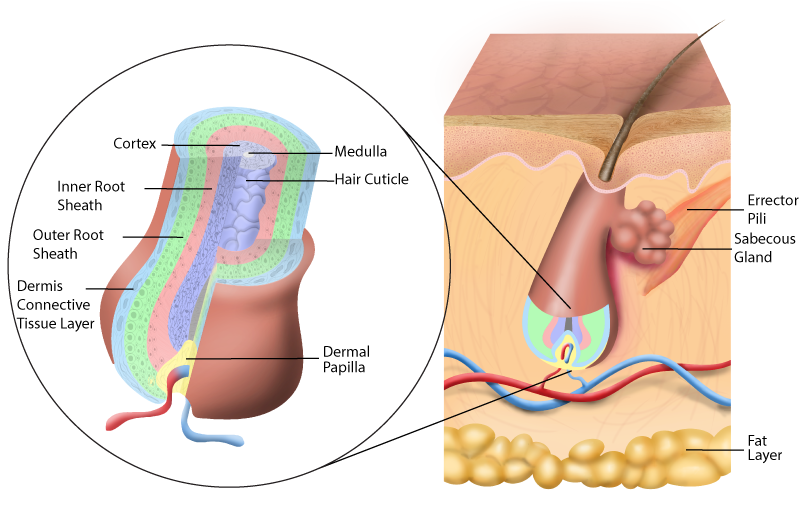 Cortex
Medulla
Hair Cuticle
Inner Root
Sheath
Outer Root
Sheath
Dermis
Connective
Tissue Layer
Dermal
Papilla
Errector
Pili
Sabecous
Gland
Fat
Layer